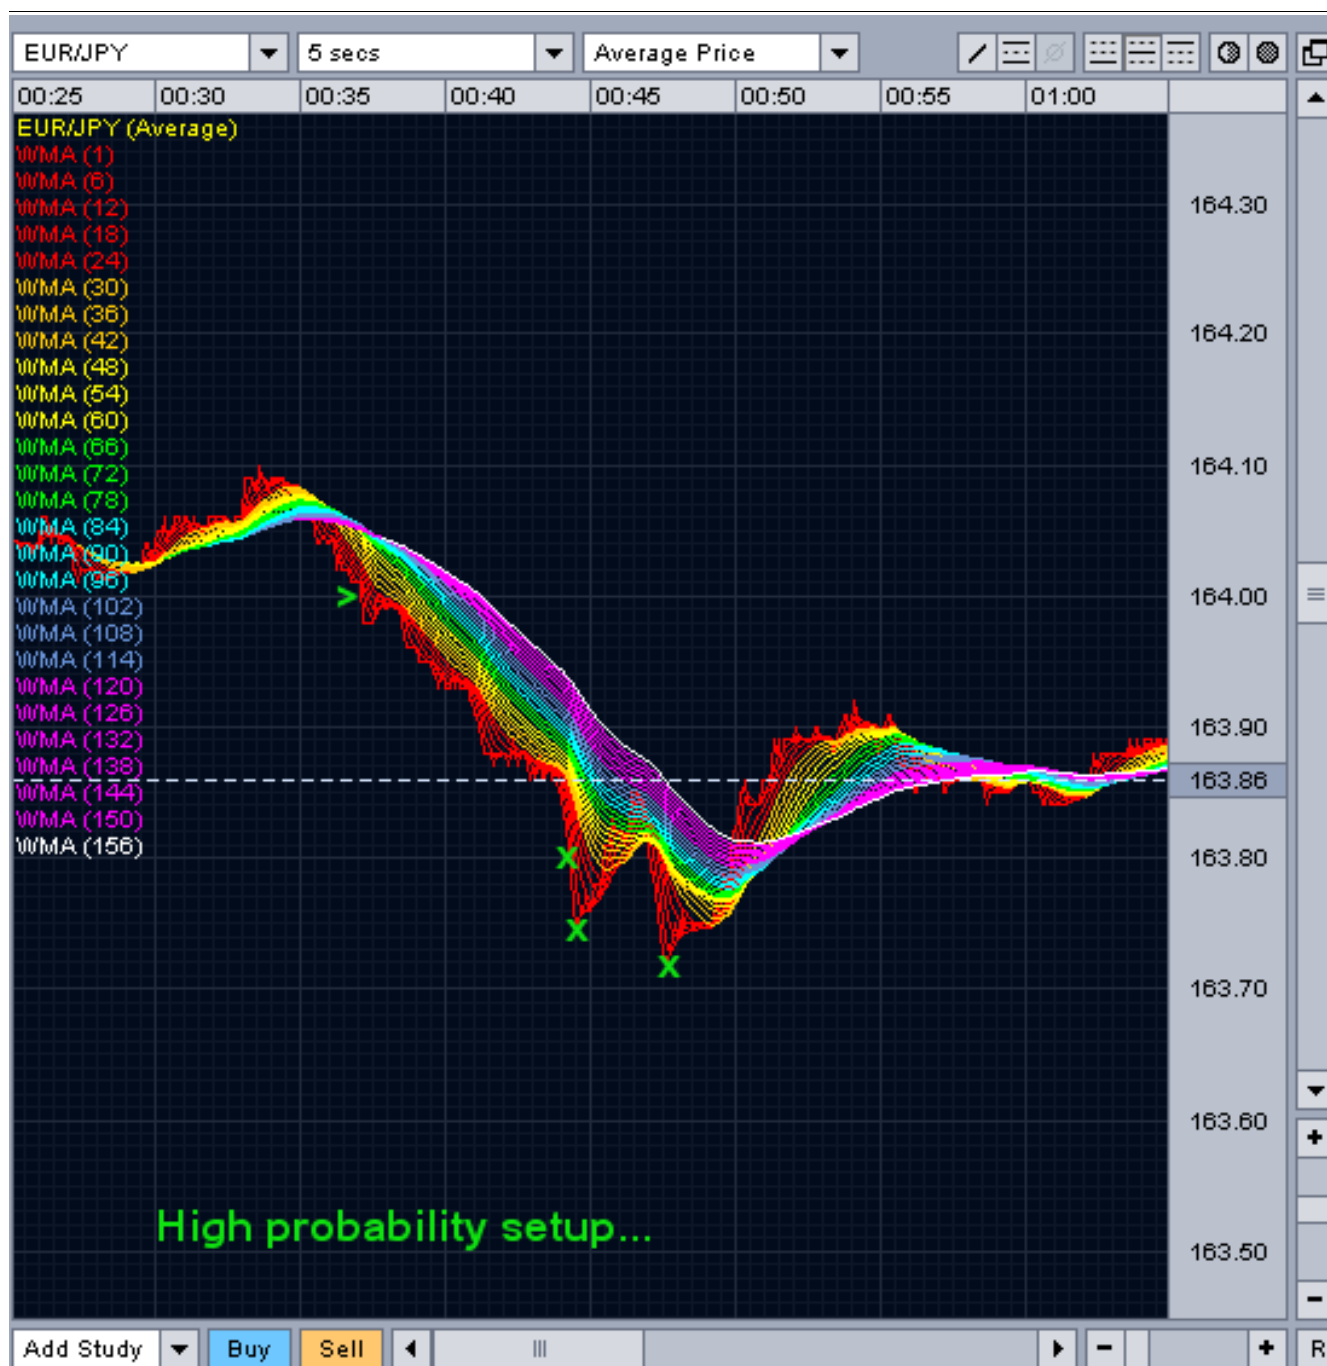 EUR/JPY 5 secs Average Price
00:25 00:30 00:35 00:40 00:45 00:50 00:55 01:00
EUR/JPY (Average)
WMA (1)
WMA (6)
WMA (12)
WMA (18)
WMA (24)
WMA (30)
WMA (36)
WMA (42)
WMA (48)
WMA (54)
WMA (60)
WMA (66)
WMA (72)
WMA (78)
WMA (84)
WMA (90)
WMA (96)
WMA (102)
WMA (108)
WMA (114)
WMA (120)
WMA (126)
WMA (132)
WMA (138)
WMA (144)
WMA (150)
WMA (156)
164.30
164.20
164.10
164.00
163.90
163.86
163.80
163.70
163.60
163.50
>
x
x
x
High probability setup...
Add Study Buy Sell R